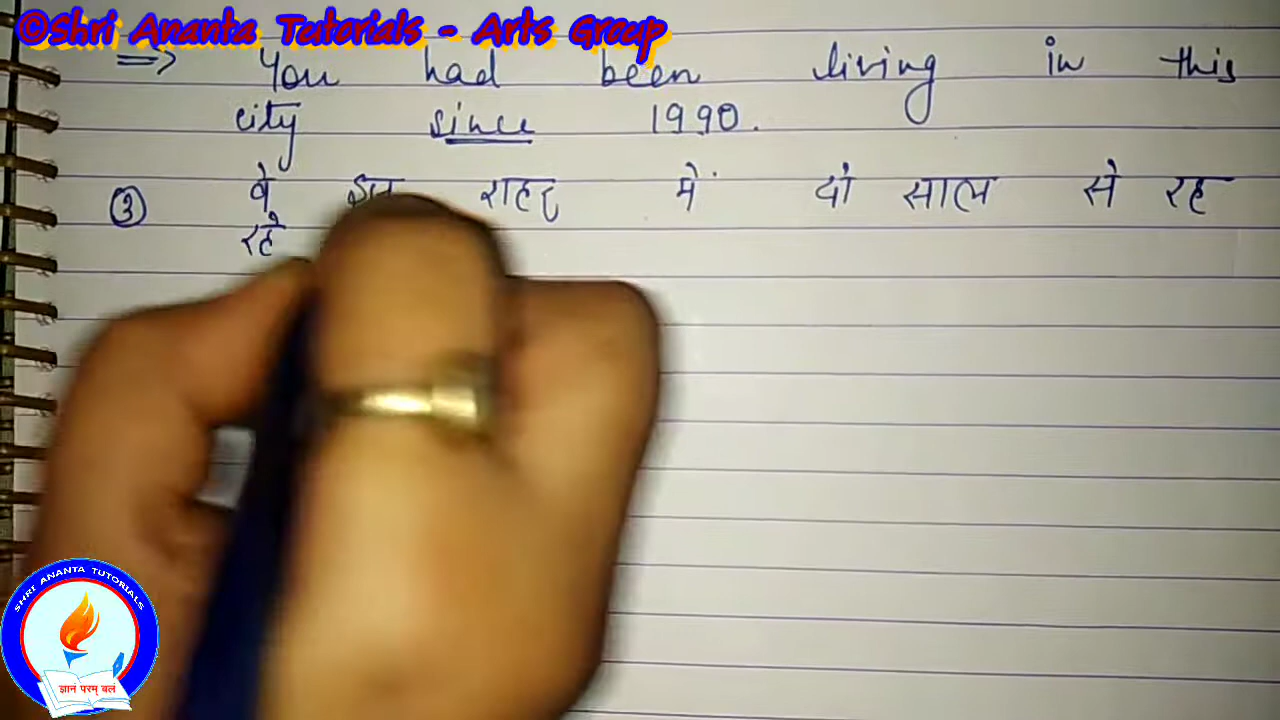 ©Shri Ananta Tutorials - Arts Group
=> You had been living in this
city since 1990.
③ वे इस शहर में दो साल से रह
रहे
SHRI ANANTA TUTORIALS
ज्ञानं परमं बलं